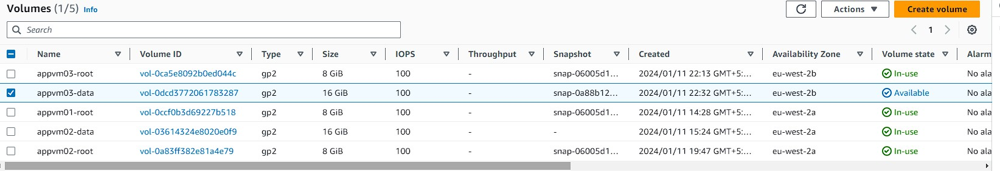 Volumes (1/5) Info Actions Create volume
Search 1
Name Volume ID Type Size IOPS Throughput Snapshot Created Availability Zone Volume state Alarm
appvm03-root vol-0ca5e8092b0ed044c gp2 8 GiB 100 - snap-06005d1... 2024/01/11 22:13 GMT+5:... eu-west-2b In-use No ala
appvm03-data vol-0dcd3772061783287 gp2 16 GiB 100 - snap-0a88b12... 2024/01/11 22:32 GMT+5:... eu-west-2b Available No ala
appvm01-root vol-0ccf0b3d69227b518 gp2 8 GiB 100 - snap-06005d1... 2024/01/11 14:28 GMT+5:... eu-west-2a In-use No ala
appvm02-data vol-03614324e8020e0f9 gp2 16 GiB 100 - - 2024/01/11 15:24 GMT+5:... eu-west-2a In-use No ala
appvm02-root vol-0a83ff382e81a4e79 gp2 8 GiB 100 - snap-06005d1... 2024/01/11 19:47 GMT+5:... eu-west-2a In-use No ala